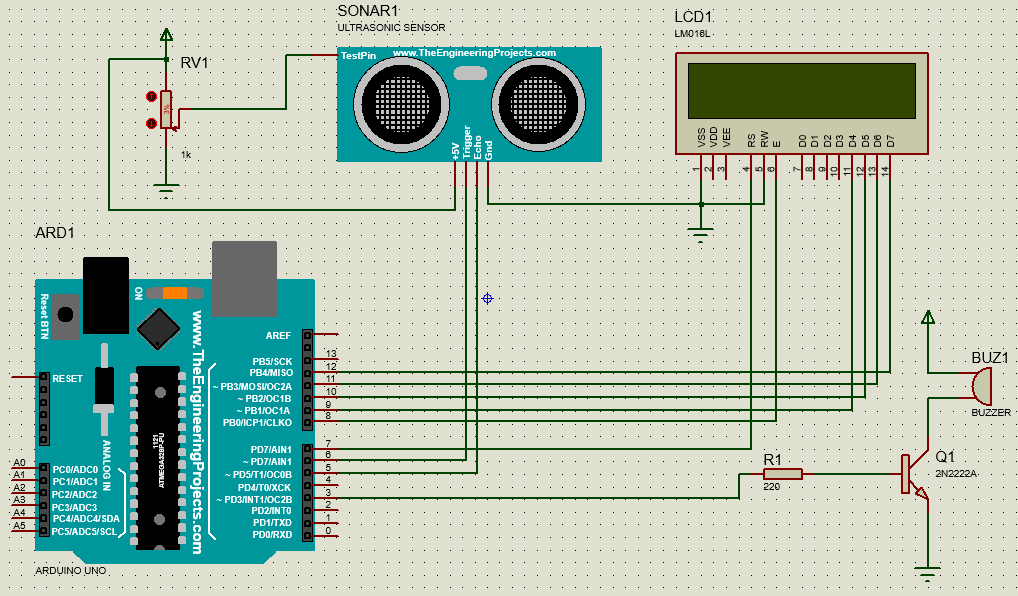 SONAR1
ULTRASONIC SENSOR
LCD1
LM016L
RV1
3%
1k
TestPin
www.TheEngineeringProjects.com
+5V
Trigger
Echo
Gnd
VSS
VDD
VEE
RS
RW
E
D0
D1
D2
D3
D4
D5
D6
D7
1
2
3
4
5
6
7
8
9
10
11
12
13
14
ARD1
Reset BTN
ON
www.TheEngineeringProjects.com
RESET
ANALOG IN
1121
ATMEGA328P-PU
A0 PC0/ADC0
A1 PC1/ADC1
A2 PC2/ADC2
A3 PC3/ADC3
A4 PC4/ADC4/SDA
A5 PC5/ADC5/SCL
AREF
PB5/SCK 13
PB4/MISO 12
~ PB3/MOSI/OC2A 11
~ PB2/OC1B 10
~ PB1/OC1A 9
PB0/ICP1/CLKO 8
PD7/AIN1 7
~ PD7/AIN1 6
~ PD5/T1/OC0B 5
PD4/T0/XCK 4
~ PD3/INT1/OC2B 3
PD2/INT0 2
PD1/TXD 1
PD0/RXD 0
ARDUINO UNO
R1
220
Q1
2N2222A
BUZ1
BUZZER